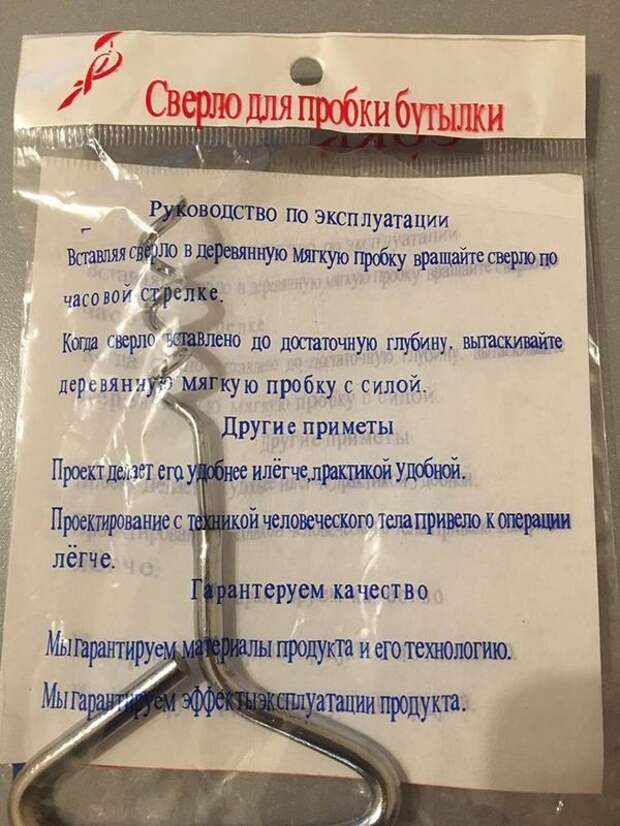 Сверло для пробки бутылки
Руководство по эксплуатации
Вставляя сверло в деревянную мягкую пробку вращайте сверло по
часовой стрелке.
Когда сверло вставлено до достаточную глубину, вытаскивайте
деревянную мягкую пробку с силой.
Другие приметы
Проект делает его удобнее илёгче,практикой удобной.
Проектирование с техникой человеческого тела привело к операции
лёгче.
Гарантеруем качество
Мы гарантируем материалы продукта и его технологию.
Мы гарантируем эффекты эксплуатации продукта.